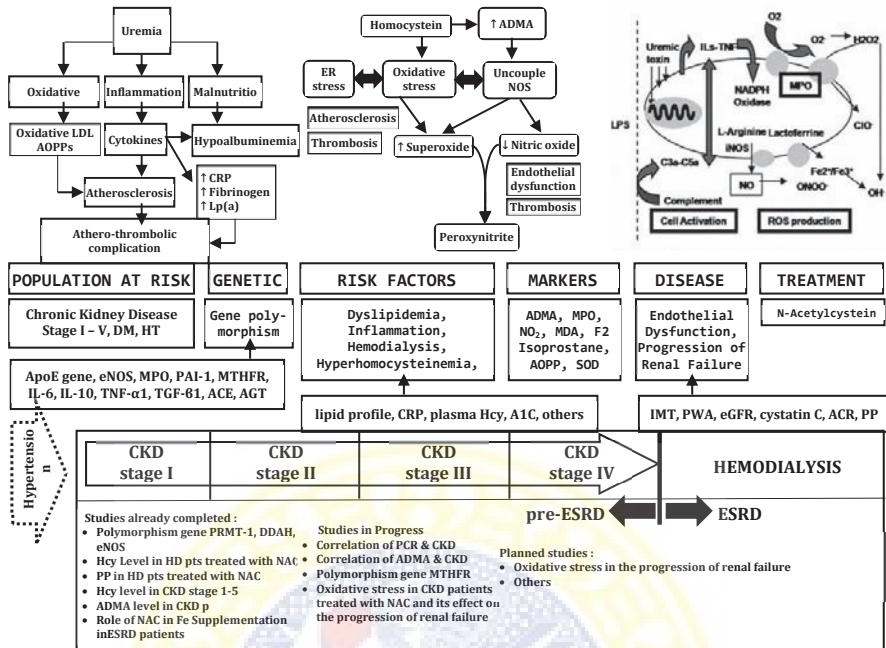 Uremia
Oxidative
Inflammation
Malnutritio
Oxidative LDL
AOPPs
Cytokines
Hypoalbuminemia
Atherosclerosis
↑ CRP
↑ Fibrinogen
↑ Lp(a)
Athero-thrombolic
complication
Homocystein
↑ ADMA
ER
stress
Oxidative
stress
Uncouple
NOS
Atherosclerosis
Thrombosis
↑ Superoxide
↓ Nitric oxide
Endothelial
dysfunction
Thrombosis
Peroxynitrite
O2
Uremic
toxin
ILs-TNF
O2-
H2O2
MPO
NADPH
Oxidase
LPS
ClO-
L-Arginine
Lactoferrine
iNOS
C3a-C5a
Fe2+/Fe3+
NO
ONOO-
OH-
Complement
Cell Activation
ROS production
POPULATION AT RISK
GENETIC
RISK FACTORS
MARKERS
DISEASE
TREATMENT
Chronic Kidney Disease
Stage I – V, DM, HT
Gene poly-
morphism
Dyslipidemia,
Inflammation,
Hemodialysis,
Hyperhomocysteinemia,
ADMA, MPO,
NO2, MDA, F2
Isoprostane,
AOPP, SOD
Endothelial
Dysfunction,
Progression of
Renal Failure
N-Acetylcystein
ApoE gene, eNOS, MPO, PAI-1, MTHFR,
IL-6, IL-10, TNF-α1, TGF-ß1, ACE, AGT
lipid profile, CRP, plasma Hcy, A1C, others
IMT, PWA, eGFR, cystatin C, ACR, PP
Hypertensio
n
CKD
stage I
CKD
stage II
CKD
stage III
CKD
stage IV
HEMODIALYSIS
pre-ESRD
ESRD
Studies already completed :
• Polymorphism gene PRMT-1, DDAH,
eNOS
• Hcy Level in HD pts treated with NAC
• PP in HD pts treated with NAC
• Hcy level in CKD stage 1-5
• ADMA level in CKD p
• Role of NAC in Fe Supplementation
inESRD patients
Studies in Progress
• Correlation of PCR & CKD
• Correlation of ADMA & CKD
• Polymorphism gene MTHFR
• Oxidative stress in CKD patients
treated with NAC and its effect on
the progression of renal failure
Planned studies :
• Oxidative stress in the progression of renal failure
• Others